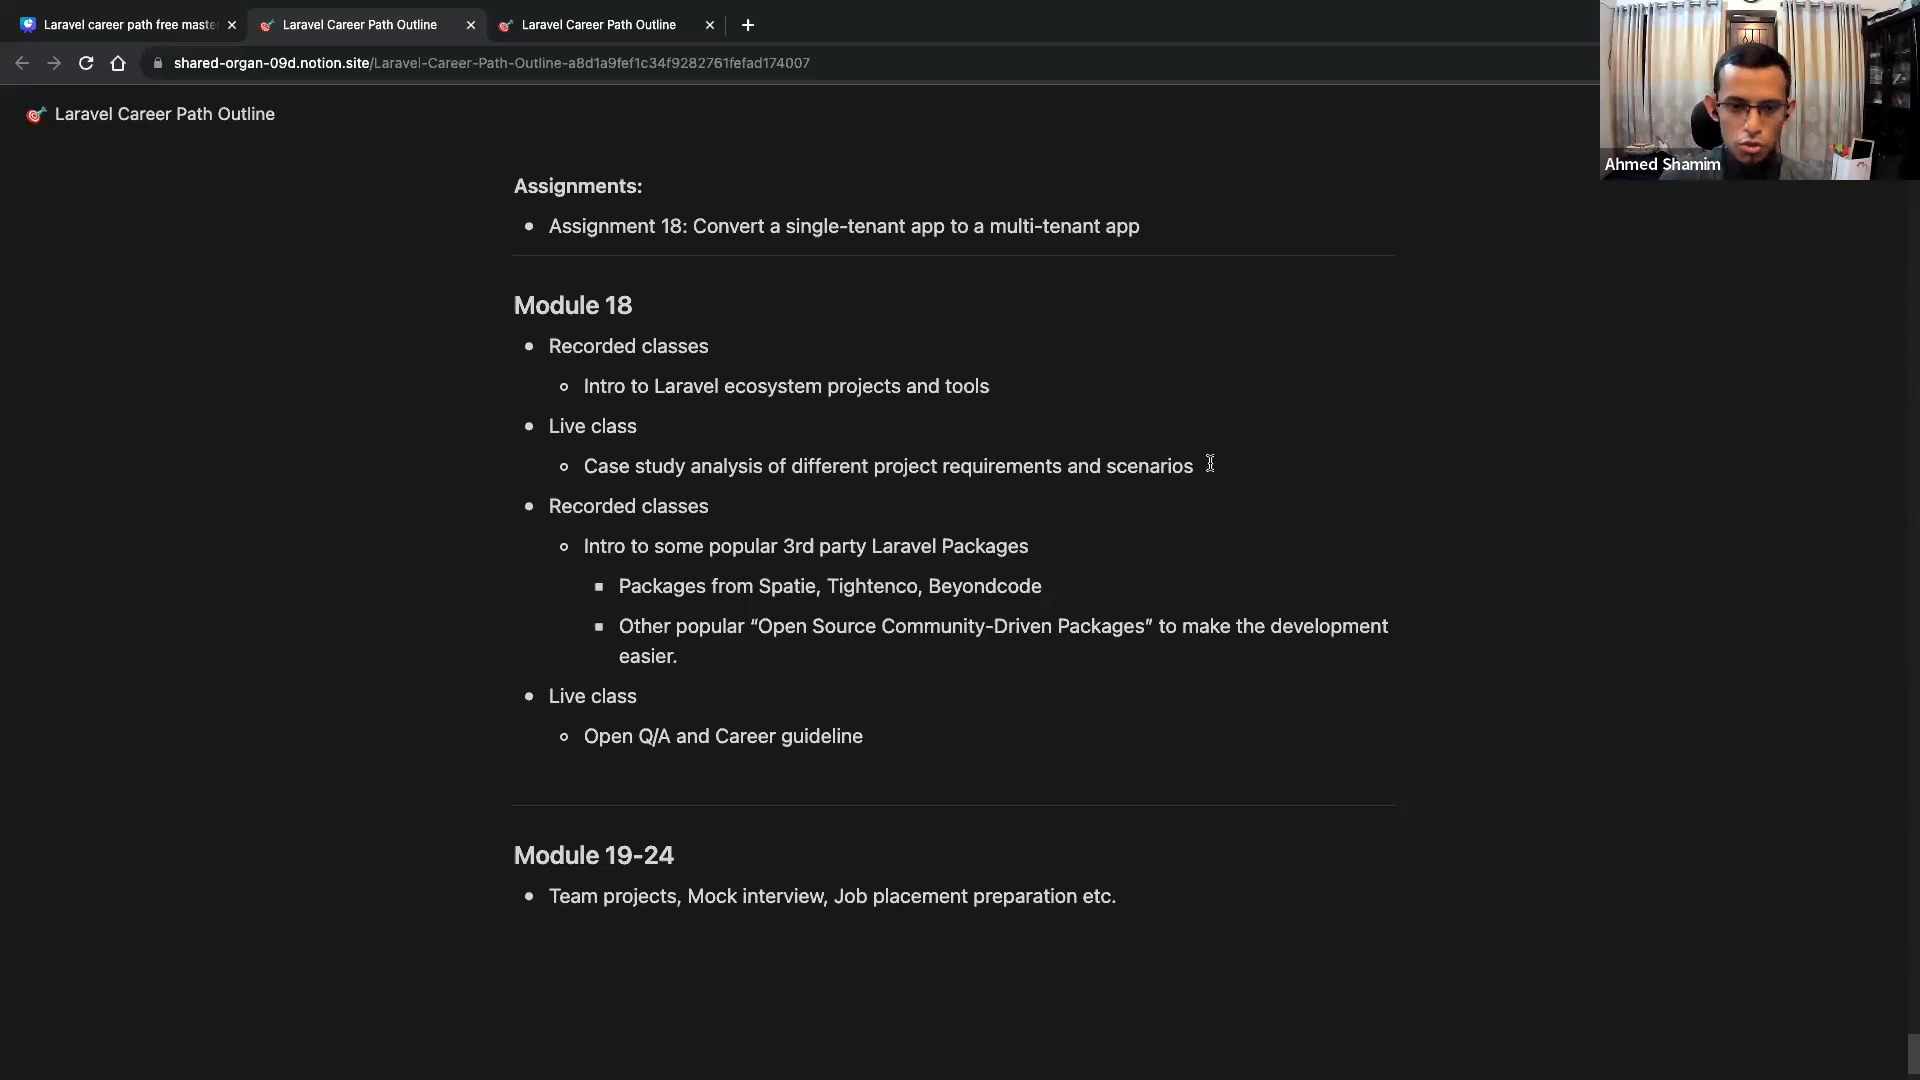 Laravel career path free maste
Laravel Career Path Outline
Laravel Career Path Outline
shared-organ-09d.notion.site/Laravel-Career-Path-Outline-a8d1a9fef1c34f9282761fefad174007
Laravel Career Path Outline
Ahmed Shamim
Assignments:
Assignment 18: Convert a single-tenant app to a multi-tenant app
Module 18
Recorded classes
Intro to Laravel ecosystem projects and tools
Live class
Case study analysis of different project requirements and scenarios
Recorded classes
Intro to some popular 3rd party Laravel Packages
Packages from Spatie, Tightenco, Beyondcode
Other popular “Open Source Community-Driven Packages” to make the development
easier.
Live class
Open Q/A and Career guideline
Module 19-24
Team projects, Mock interview, Job placement preparation etc.